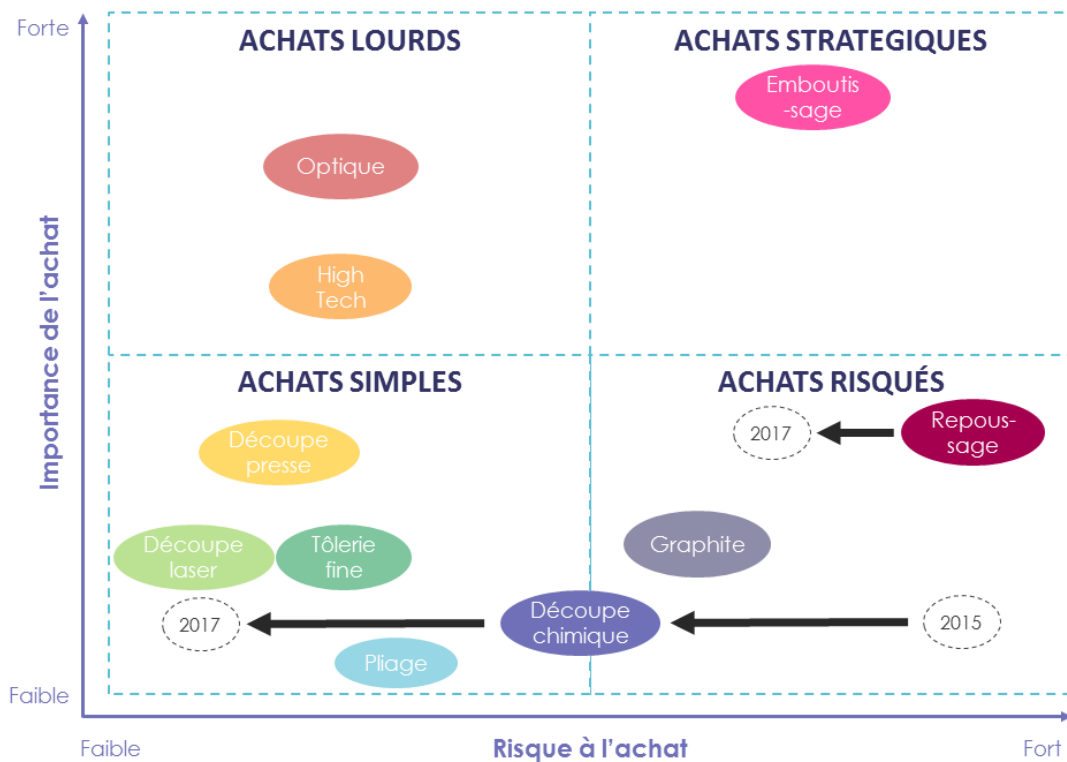 Forte
ACHATS LOURDS
ACHATS STRATEGIQUES
Emboutis
-sage
Optique
High
Tech
Importance de l'achat
ACHATS SIMPLES
ACHATS RISQUÉS
Découpe
presse
2017
Repous-
sage
Découpe
laser
Tôlerie
fine
Graphite
2017
Découpe
chimique
2015
Pliage
Faible
Faible
Risque à l'achat
Fort